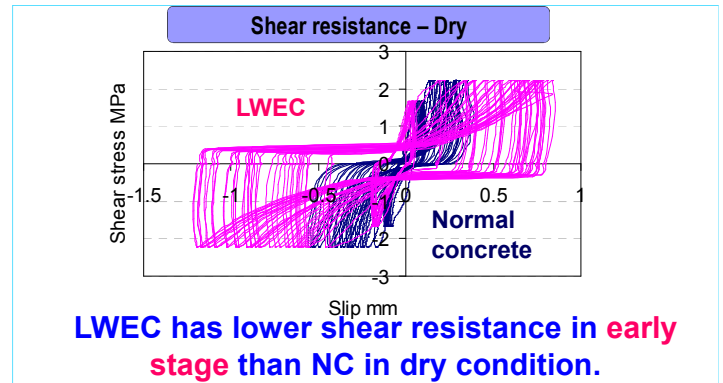 Shear resistance – Dry
3
2
1
0
-1
-2
-3
-1.5
-1
-0.5
0
0.5
1
Shear stress MPa
LWEC
Normal
concrete
Slip mm
LWEC has lower shear resistance in early
stage than NC in dry condition.